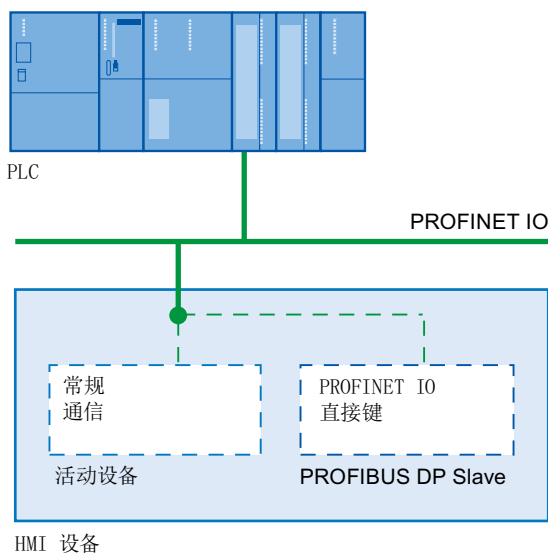 PLC
PROFINET IO
常规
通信
PROFINET IO
直接键
活动设备
PROFIBUS DP Slave
HMI 设备